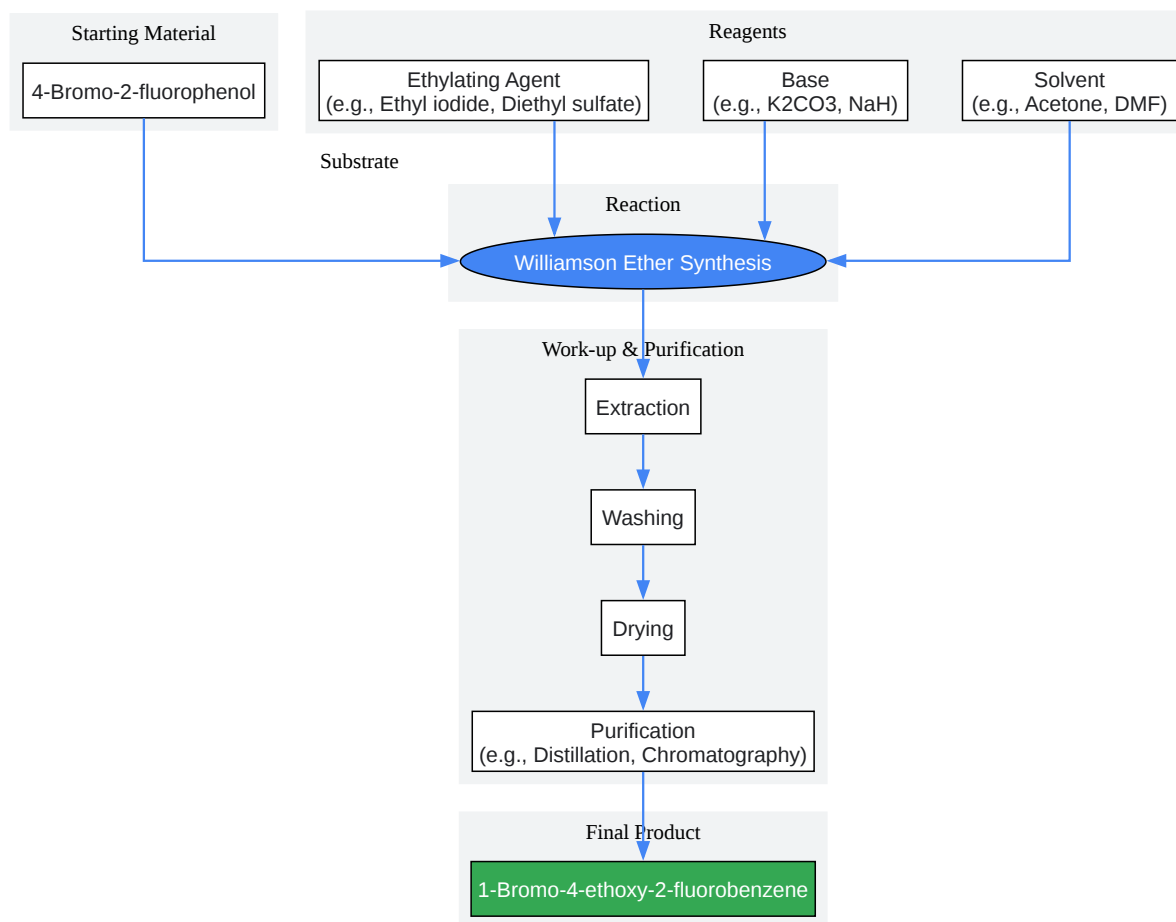 Starting Material
4-Bromo-2-fluorophenol
Reagents
Ethylating Agent
(e.g., Ethyl iodide, Diethyl sulfate)
Base
(e.g., K2CO3, NaH)
Solvent
(e.g., Acetone, DMF)
Substrate
Reaction
Williamson Ether Synthesis
Work-up & Purification
Extraction
Washing
Drying
Purification
(e.g., Distillation, Chromatography)
Final Product
1-Bromo-4-ethoxy-2-fluorobenzene